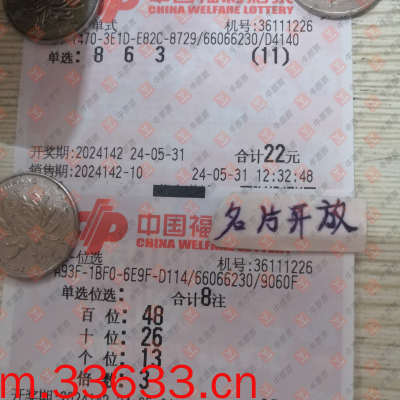 中国福利彩票
CHINA WELFARE LOTTERY
单式
机号:36111226
470-3E1D-E82C-8729/66066230/D4140
单选: 8 6 3 (11)
开奖期:2024142 24-05-31 合计22元
销售期:2024142-10 24-05-31 12:32:48
中国福
CHINA WELFARE
名片开放
位选
机号:36111226
A93F-1BF0-6E9F-D114/66066230/9060F
单选位选: 合计8注
百 位: 48
十 位: 26
个 位: 13
倍 数: 3
m.33633.cn